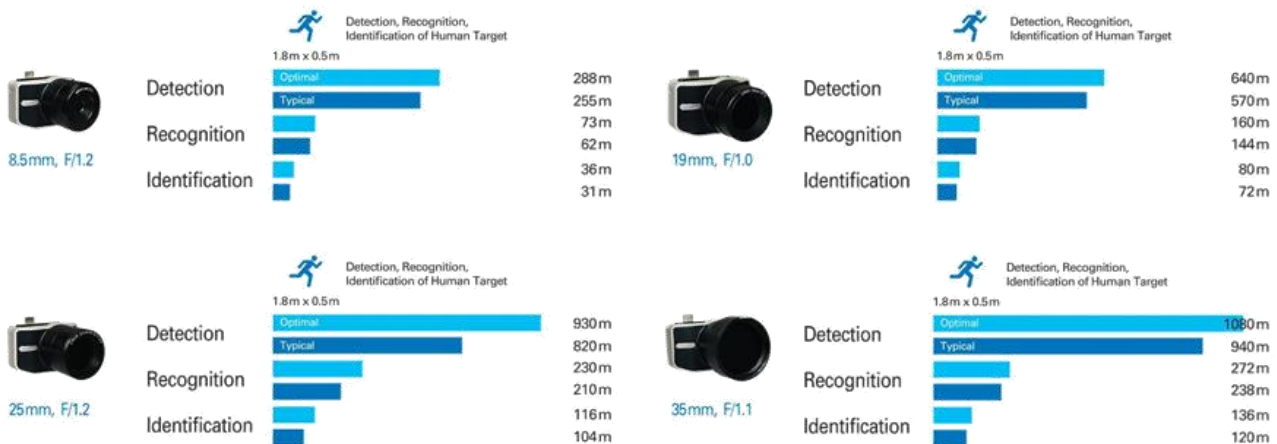 Detection, Recognition,
Identification of Human Target
1.8m x 0.5m
Detection
Optimal
288m
Typical
255m
Recognition
73m
62m
Identification
36m
31m
8.5mm, F/1.2
Detection, Recognition,
Identification of Human Target
1.8m x 0.5m
Detection
Optimal
640m
Typical
570m
Recognition
160m
144m
Identification
80m
72m
19mm, F/1.0
Detection, Recognition,
Identification of Human Target
1.8m x 0.5m
Detection
Optimal
930m
Typical
820m
Recognition
230m
210m
Identification
116m
104m
25mm, F/1.2
Detection, Recognition,
Identification of Human Target
1.8m x 0.5m
Detection
Optimal
1080m
Typical
940m
Recognition
272m
238m
Identification
136m
120m
35mm, F/1.1